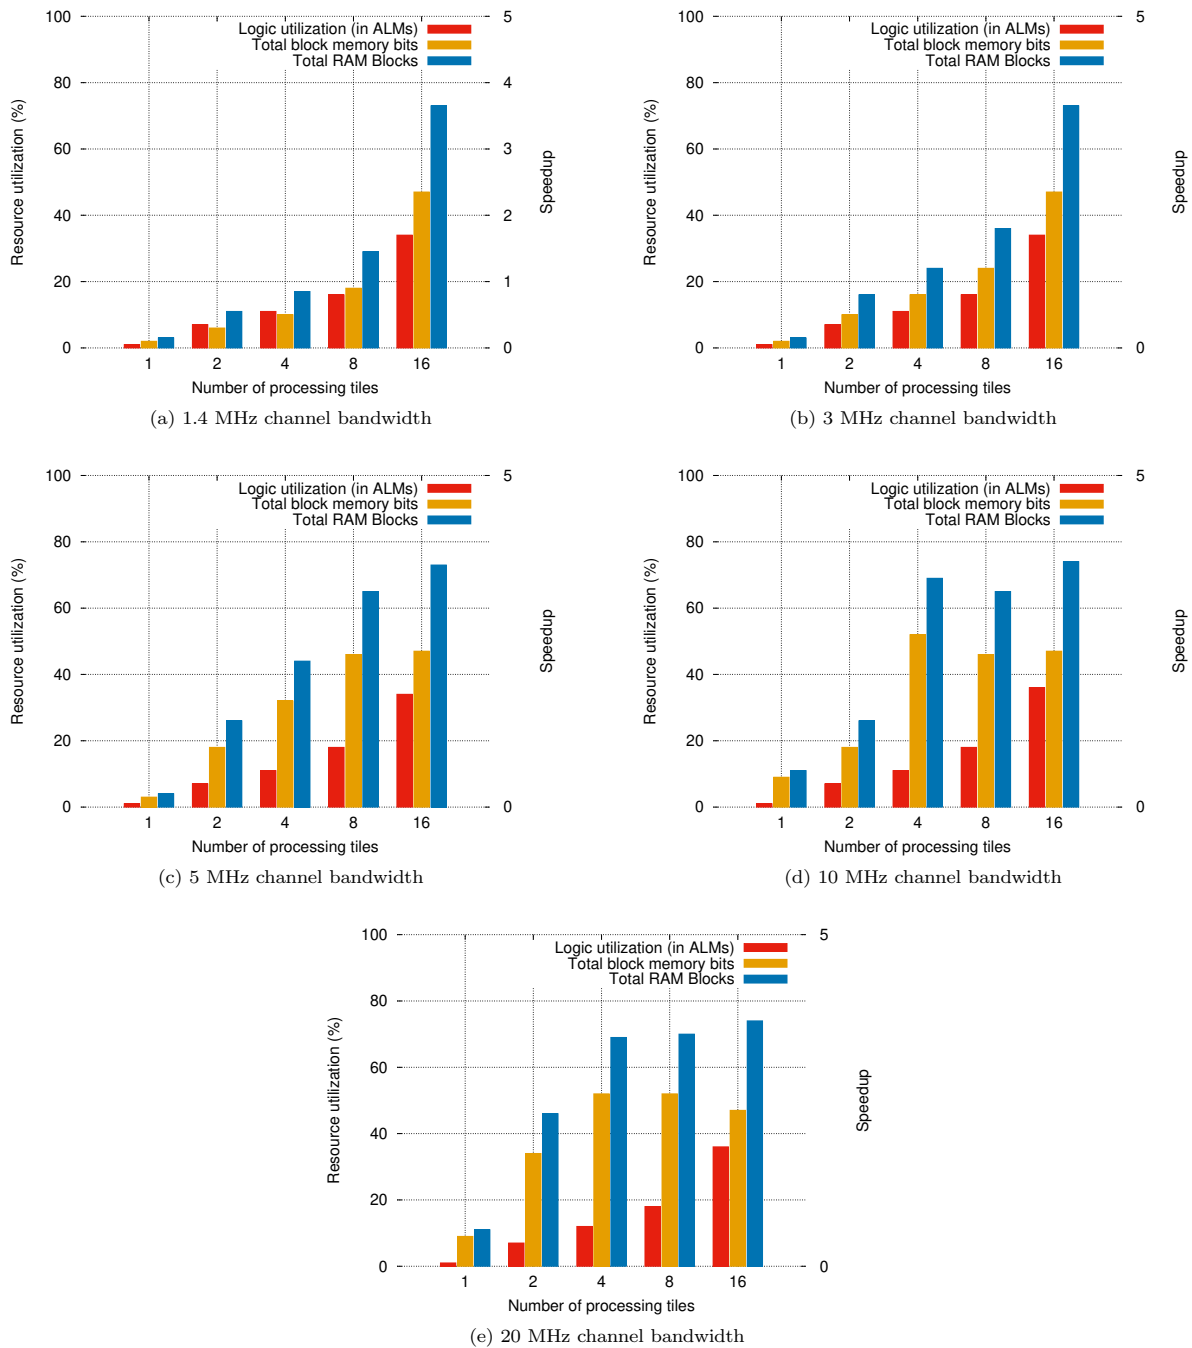 100
80
60
40
20
0
Resource utilization (%)
Logic utilization (in ALMs)
Total block memory bits
Total RAM Blocks
5
4
3
2
1
0
Speedup
1 2 4 8 16
Number of processing tiles
(a) 1.4 MHz channel bandwidth
100
80
60
40
20
0
Resource utilization (%)
Logic utilization (in ALMs)
Total block memory bits
Total RAM Blocks
5
0
Speedup
1 2 4 8 16
Number of processing tiles
(b) 3 MHz channel bandwidth
100
80
60
40
20
0
Resource utilization (%)
Logic utilization (in ALMs)
Total block memory bits
Total RAM Blocks
5
0
Speedup
1 2 4 8 16
Number of processing tiles
(c) 5 MHz channel bandwidth
100
80
60
40
20
0
Resource utilization (%)
Logic utilization (in ALMs)
Total block memory bits
Total RAM Blocks
5
0
Speedup
1 2 4 8 16
Number of processing tiles
(d) 10 MHz channel bandwidth
100
80
60
40
20
0
Resource utilization (%)
Logic utilization (in ALMs)
Total block memory bits
Total RAM Blocks
5
0
Speedup
1 2 4 8 16
Number of processing tiles
(e) 20 MHz channel bandwidth